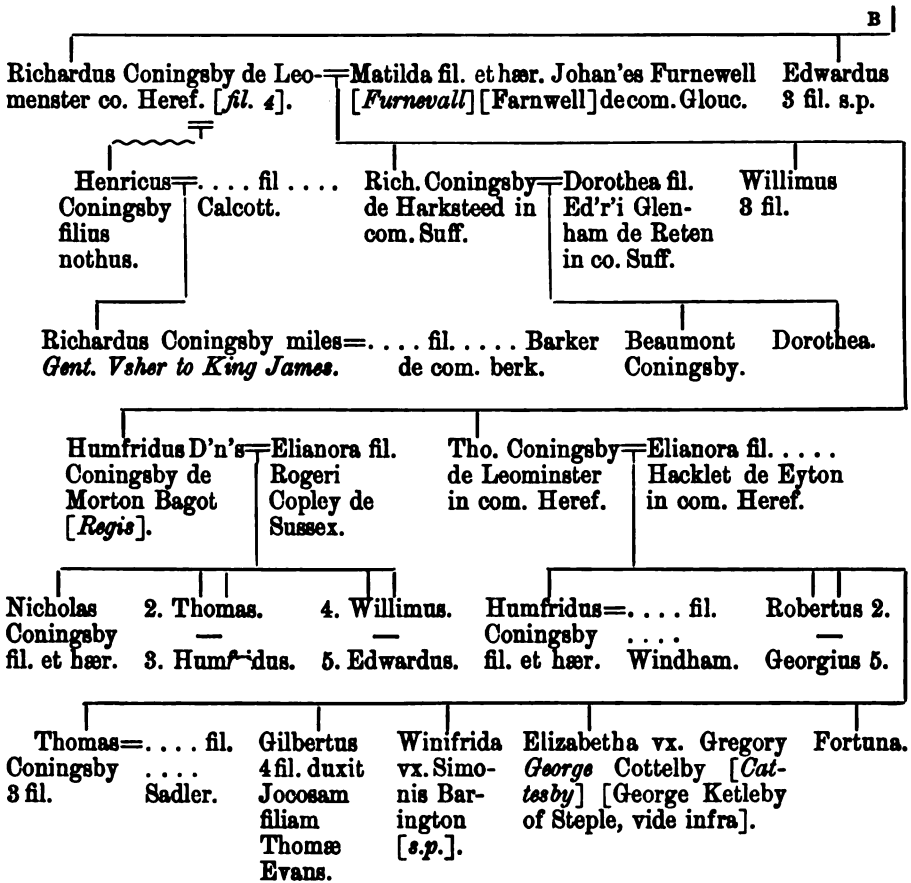 B
Richardus Coningsby de Leo- Matilda fil. et hær. Johan'es Furnewell Edwardus
menster co. Heref. [fil. 4]. [Furnevall] [Farnwell] de com. Glouc. 3 fil. s.p.
Henricus . . . . fil . . . . Rich. Coningsby Dorothea fil. Willimus
Coningsby Calcott. de Harksteed in Ed'r'i Glen- 3 fil.
filius com. Suff. ham de Reten
nothus. in co. Suff.
Richardus Coningsby miles=. . . . fil. . . . . Barker Beaumont Dorothea.
Gent. Vsher to King James. de com. berk. Coningsby.
Humfridus D'n's Elianora fil. Tho. Coningsby Elianora fil. . . . . .
Coningsby de Rogeri de Leominster Hacklet de Eyton
Morton Bagot Copley de in com. Heref. in com. Heref.
[Regis]. Sussex.
Nicholas 2. Thomas. 4. Willimus. Humfridus=. . . . fil. Robertus 2.
Coningsby — — Coningsby . . . . —
fil. et hær. 3. Humfridus. 5. Edwardus. fil. et hær. Windham. Georgius 5.
Thomas=. . . . fil. Gilbertus Winifrida Elizabetha vx. Gregory Fortuna.
Coningsby . . . . 4 fil. duxit vx. Simo- George Cottelby [Cat-
3 fil. Sadler. Jocosam nis Bar- tesby] [George Ketleby
filiam ington of Steple, vide infra].
Thomæ [s.p.].
Evans.